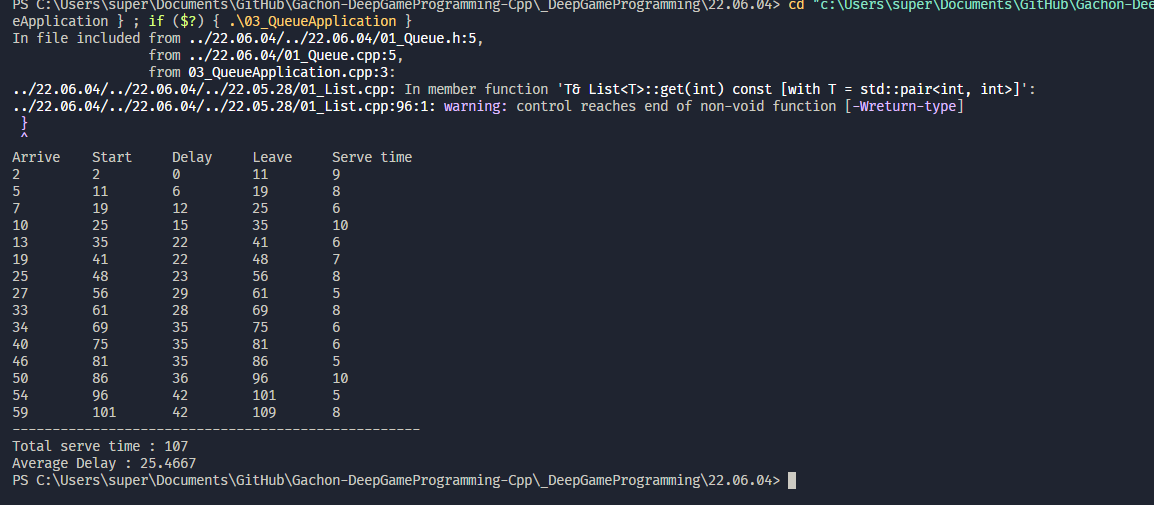 PS C:\Users\super\Documents\GitHub\Gachon-DeepGameProgramming-Cpp\_DeepGameProgramming\22.06.04> cd "c:\Users\super\Documents\GitHub\Gachon-Dee
eApplication } ; if ($?) { .\03_QueueApplication }
In file included from ../22.06.04/../22.06.04/01_Queue.h:5,
                 from ../22.06.04/01_Queue.cpp:5,
                 from 03_QueueApplication.cpp:3:
../22.06.04/../22.06.04/../22.05.28/01_List.cpp: In member function 'T& List<T>::get(int) const [with T = std::pair<int, int>]':
../22.06.04/../22.06.04/../22.05.28/01_List.cpp:96:1: warning: control reaches end of non-void function [-Wreturn-type]
 }
 ^
Arrive    Start     Delay     Leave     Serve time
2         2         0         11        9
5         11        6         19        8
7         19        12        25        6
10        25        15        35        10
13        35        22        41        6
19        41        22        48        7
25        48        23        56        8
27        56        29        61        5
33        61        28        69        8
34        69        35        75        6
40        75        35        81        6
46        81        35        86        5
50        86        36        96        10
54        96        42        101       5
59        101       42        109       8
---------------------------------------------------
Total serve time : 107
Average Delay : 25.4667
PS C:\Users\super\Documents\GitHub\Gachon-DeepGameProgramming-Cpp\_DeepGameProgramming\22.06.04>